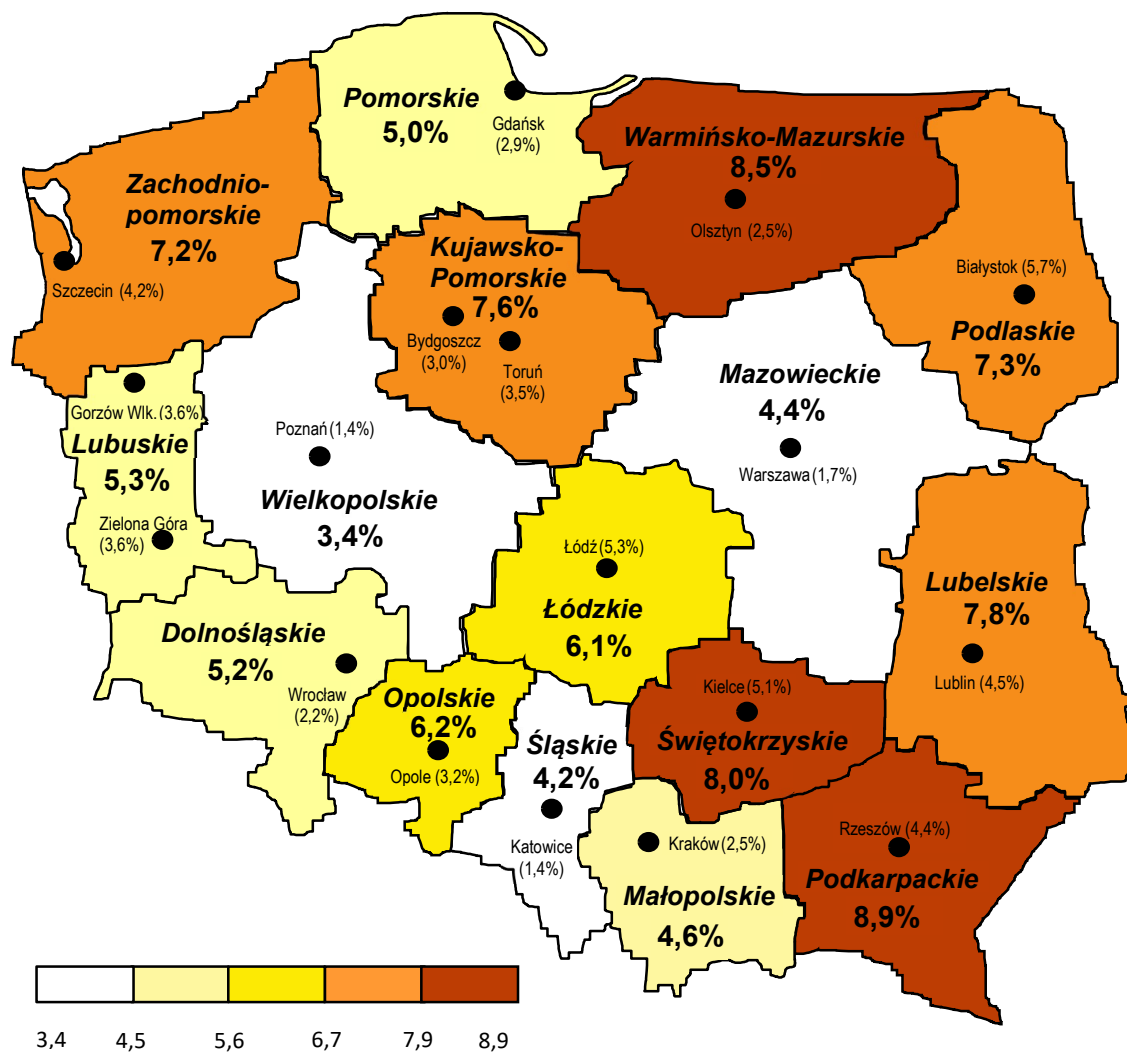 Pomorskie
5,0%
Gdańsk
(2,9%)
Warmińsko-Mazurskie
8,5%
Olsztyn (2,5%)
Zachodnio-
pomorskie
7,2%
Szczecin (4,2%)
Kujawsko-
Pomorskie
7,6%
Bydgoszcz
(3,0%)
Toruń
(3,5%)
Białystok (5,7%)
Podlaskie
7,3%
Mazowieckie
4,4%
Warszawa (1,7%)
Gorzów Wlk. (3.6%)
Lubuskie
5,3%
Zielona Góra
(3,6%)
Poznań (1,4%)
Wielkopolskie
3,4%
Łódź (5,3%)
Łódzkie
6,1%
Lubelskie
7,8%
Lublin (4,5%)
Dolnośląskie
5,2%
Wrocław
(2,2%)
Opolskie
6,2%
Opole (3,2%)
Śląskie
4,2%
Katowice
(1,4%)
Kielce (5,1%)
Świętokrzyskie
8,0%
Kraków (2,5%)
Małopolskie
4,6%
Rzeszów (4,4%)
Podkarpackie
8,9%
3,4 4,5 5,6 6,7 7,9 8,9